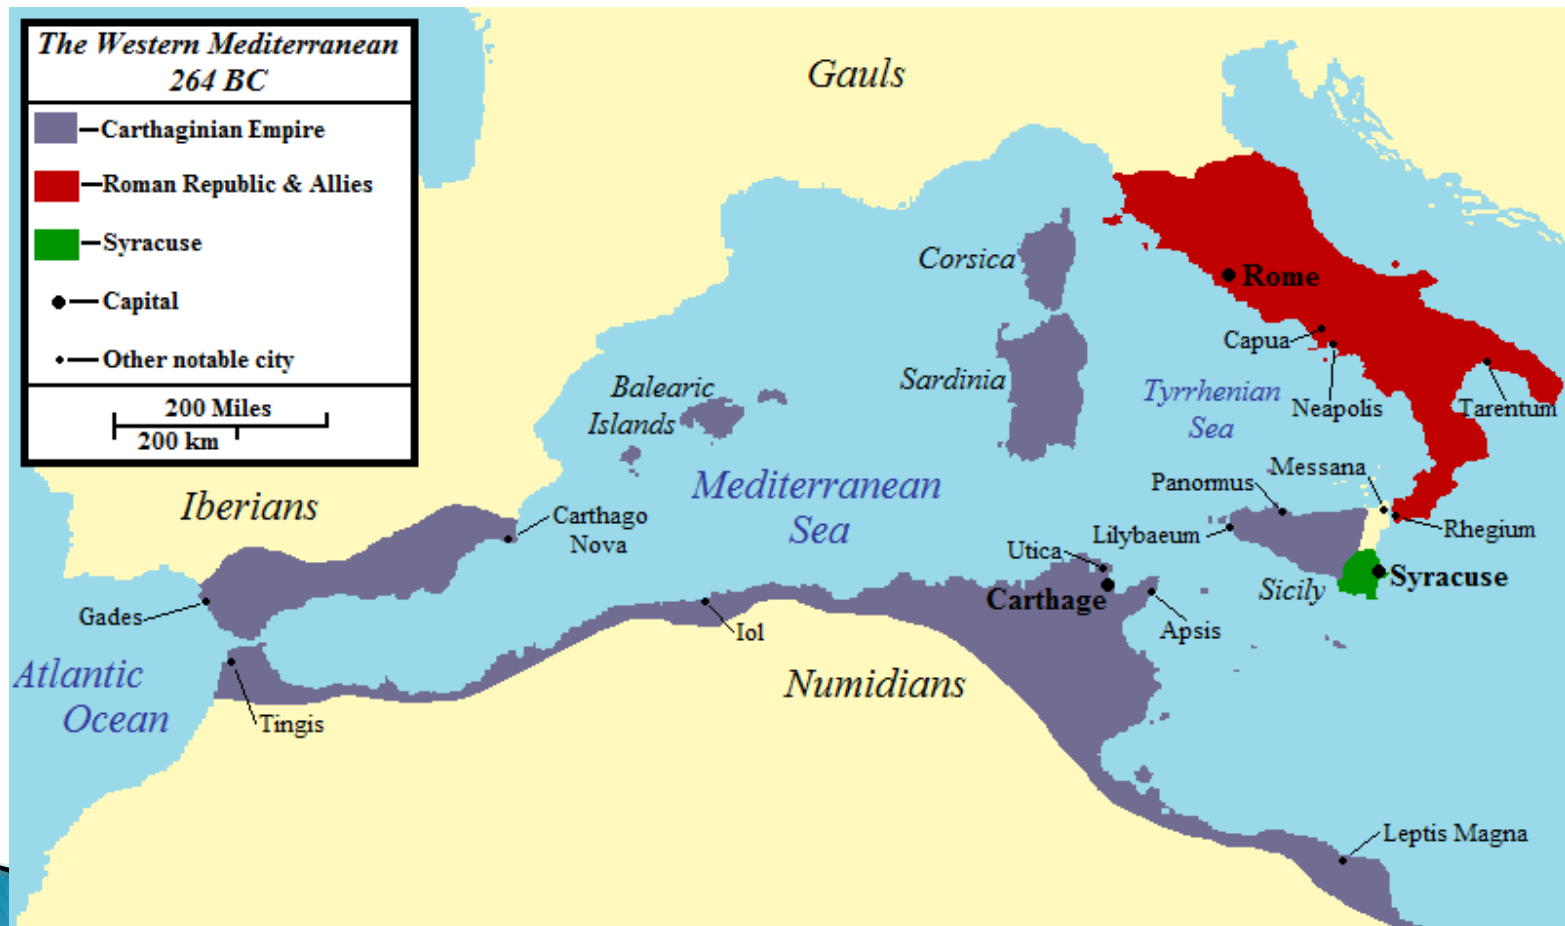 The Western Mediterranean
264 BC
Carthaginian Empire
Roman Republic & Allies
Syracuse
Capital
Other notable city
200 Miles
200 km
Gauls
Corsica
Rome
Capua
Sardinia
Balearic
Islands
Tyrrhenian
Sea
Neapolis
Tarentum
Messana
Panormus
Mediterranean
Sea
Iberians
Carthago
Nova
Lilybaeum
Rhegium
Utica
Syracuse
Sicily
Carthage
Gades
Iol
Apsis
Atlantic
Ocean
Numidians
Tingis
Leptis Magna